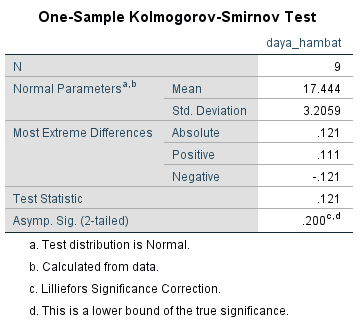 One-Sample Kolmogorov-Smirnov Test
daya_hambat
N 9
Normal Parameters a,b Mean 17.444
Std. Deviation 3.2059
Most Extreme Differences Absolute .121
Positive .111
Negative -.121
Test Statistic .121
Asymp. Sig. (2-tailed) .200 c,d
a. Test distribution is Normal.
b. Calculated from data.
c. Lilliefors Significance Correction.
d. This is a lower bound of the true significance.